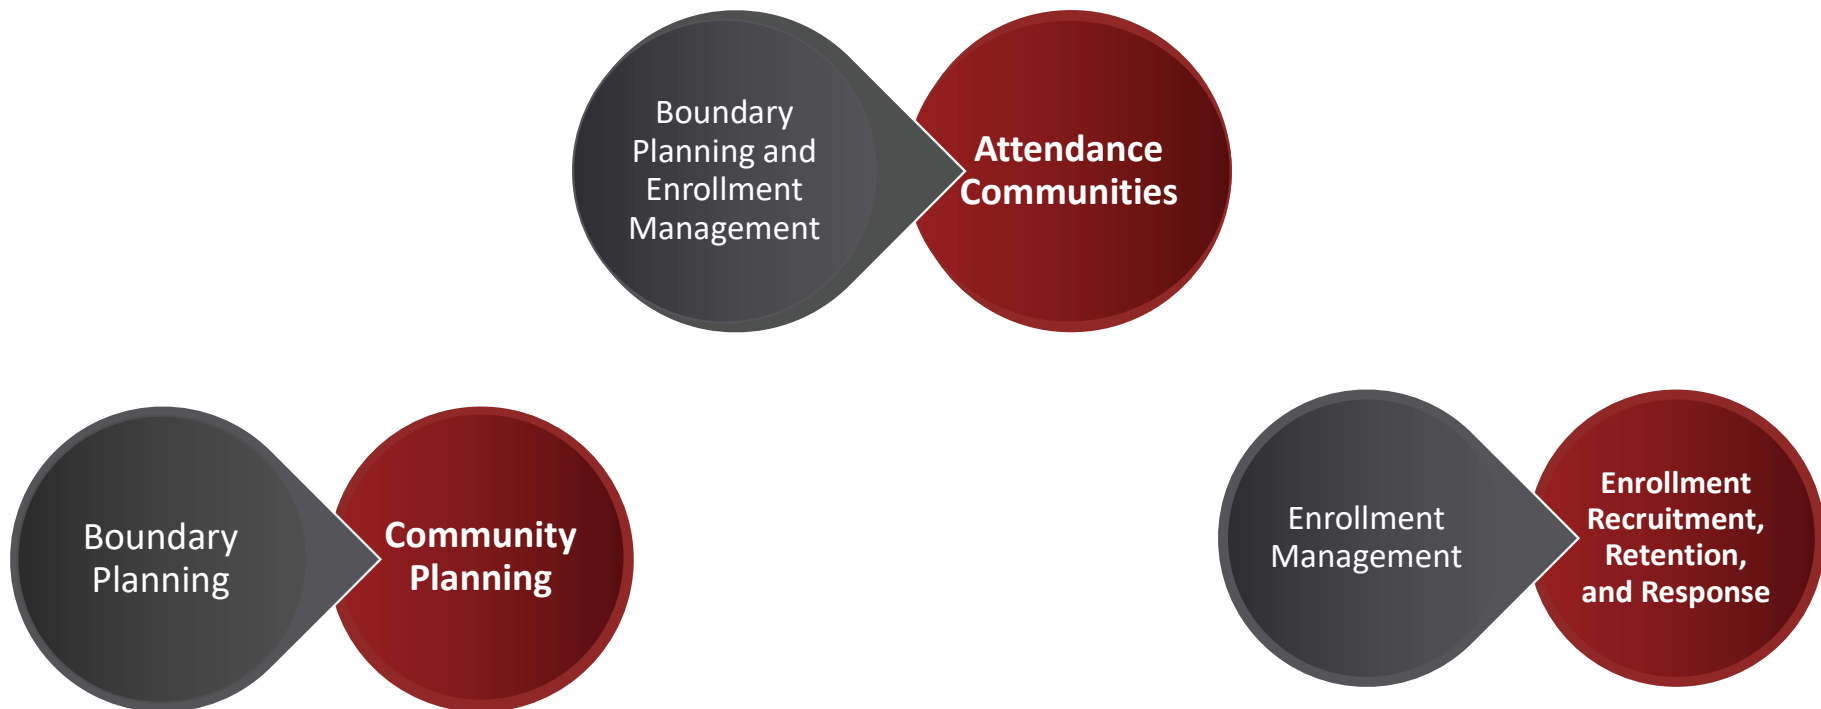 Boundary
Planning and
Enrollment
Management
Attendance
Communities
Boundary
Planning
Community
Planning
Enrollment
Management
Enrollment
Recruitment,
Retention,
and Response